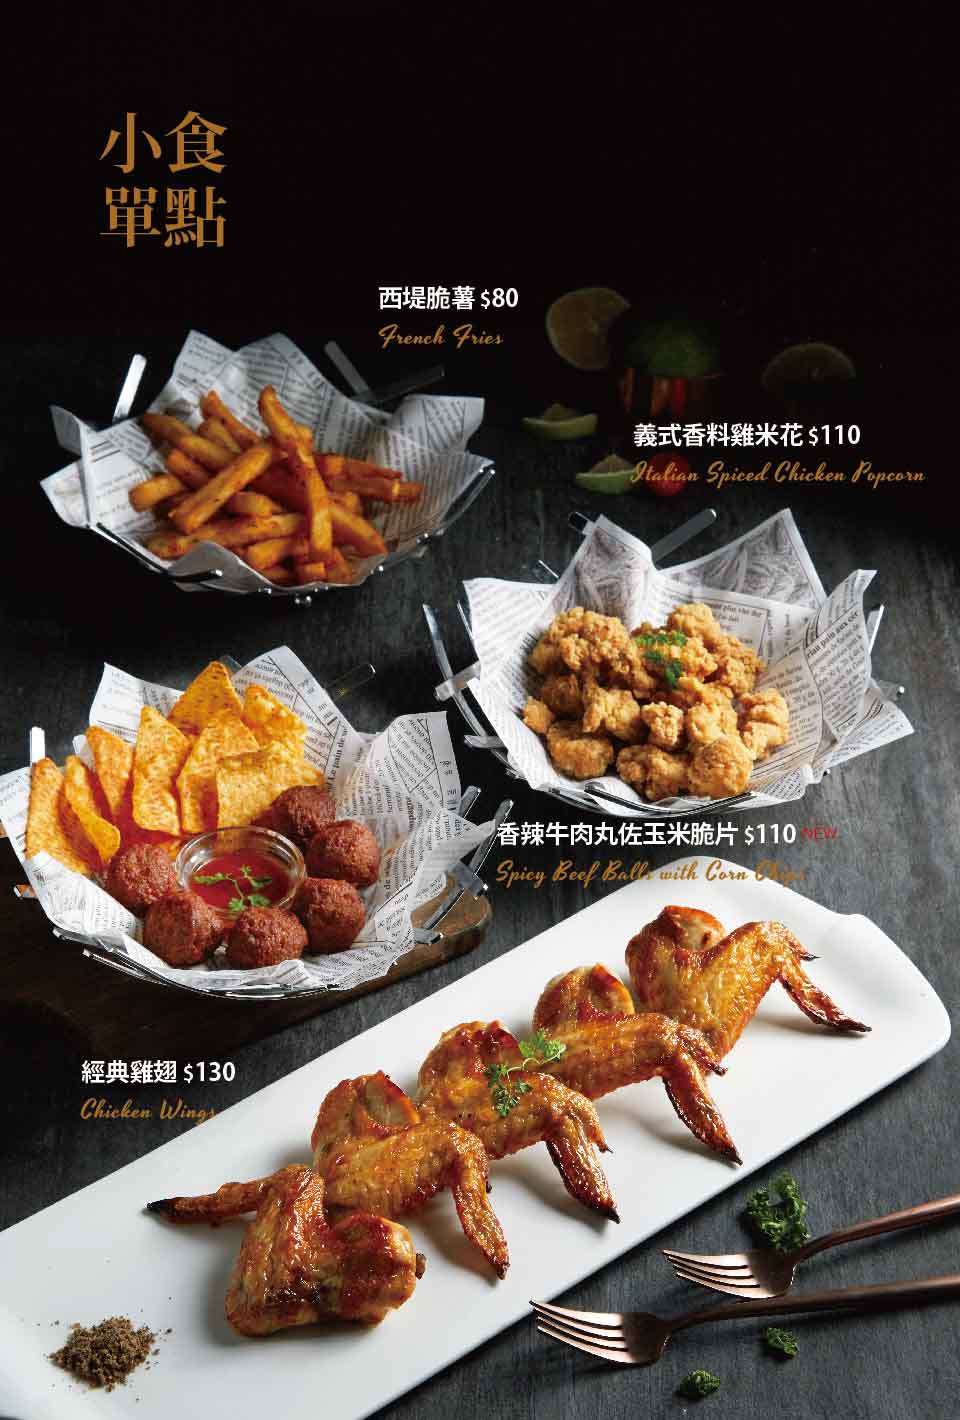 小食
單點
西堤脆薯 $80
French Fries
義式香料雞米花 $110
Italian Spiced Chicken Popcorn
香辣牛肉丸佐玉米脆片 $110 NEW
Spicy Beef Balls with Corn Chips
經典雞翅 $130
Chicken Wings